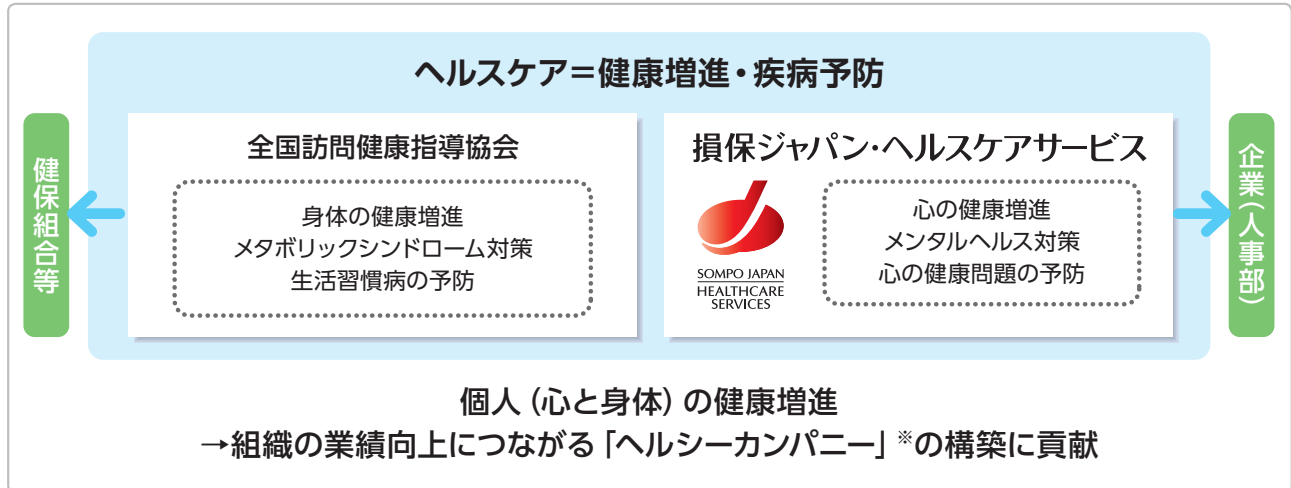 ヘルスケア＝健康増進・疾病予防
健保組合等
全国訪問健康指導協会
身体の健康増進
メタボリックシンドローム対策
生活習慣病の予防
損保ジャパン・ヘルスケアサービス
SOMPO JAPAN
HEALTHCARE
SERVICES
心の健康増進
メンタルヘルス対策
心の健康問題の予防
企業（人事部）
個人（心と身体）の健康増進
→組織の業績向上につながる「ヘルシーカンパニー」※の構築に貢献